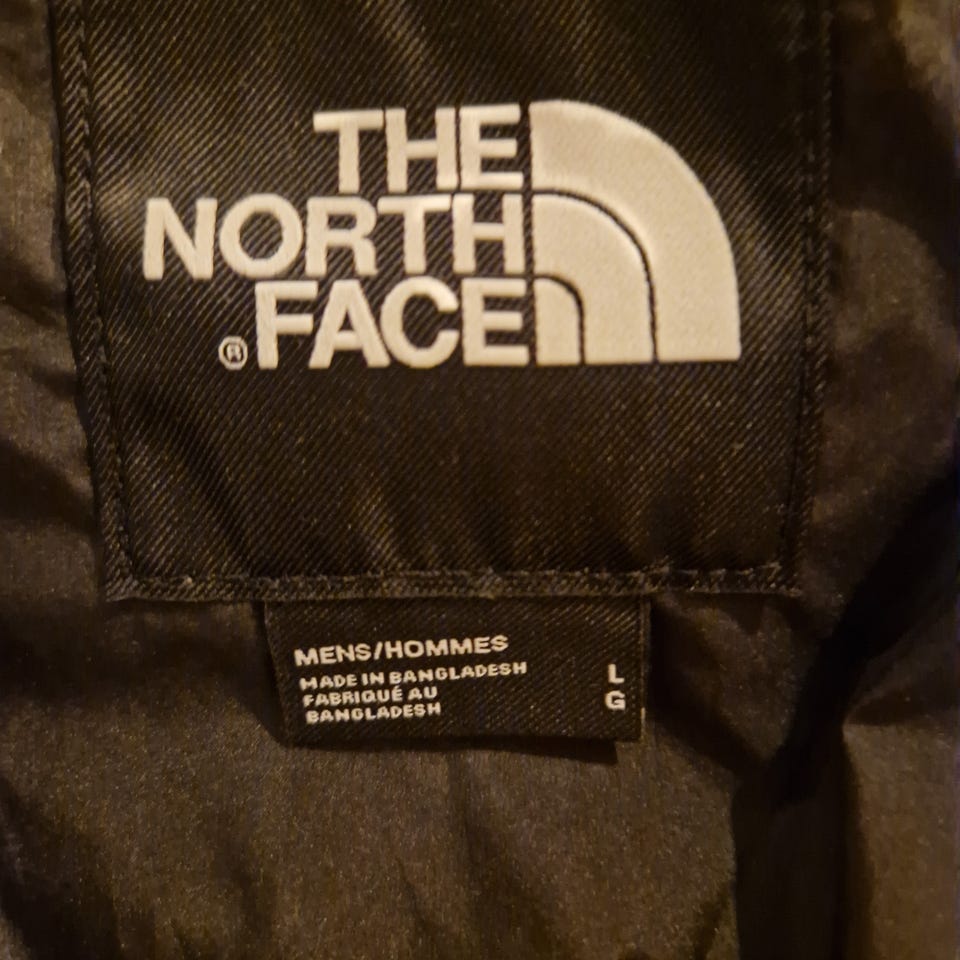 THE
NORTH
® FACE
MENS/HOMMES
MADE IN BANGLADESH
FABRIQUÉ AU
BANGLADESH
L
G